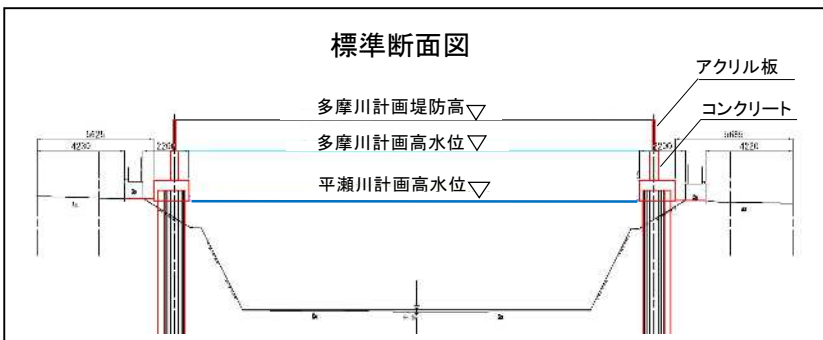 標準断面図
アクリル板
多摩川計画堤防高
コンクリート
5625
多摩川計画高水位
4230
2200
2200
4220
平瀬川計画高水位